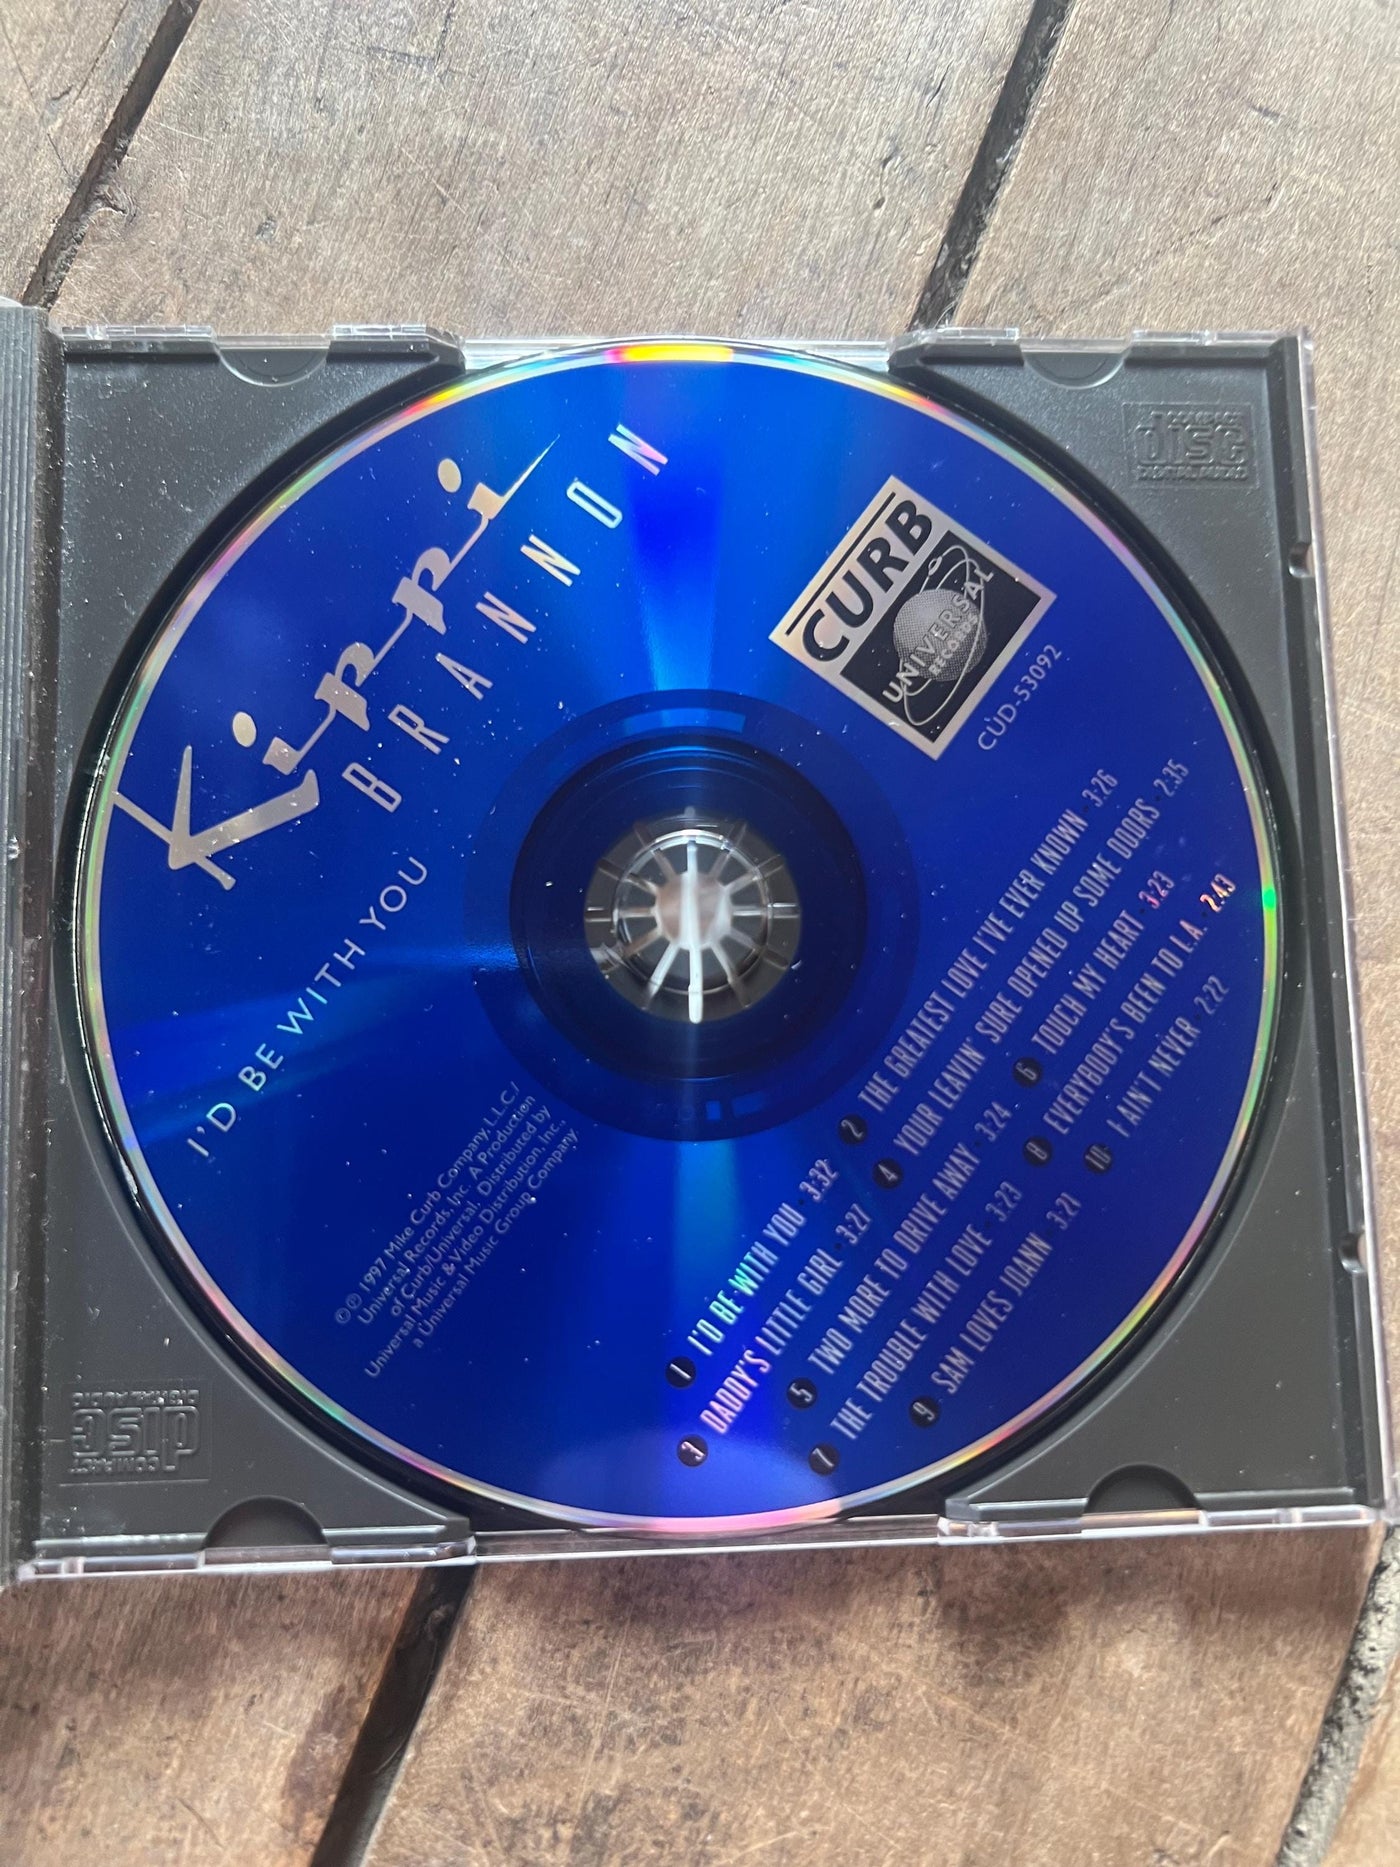 Kippi
BRANNON
I'D BE WITH YOU
CURB
UNIVERSAL
RECORDS
CUD-53092
1 I'D BE WITH YOU · 3:32 2 THE GREATEST LOVE I'VE EVER KNOWN · 3:26
3 DADDY'S LITTLE GIRL · 3:27 4 YOUR LEAVIN' SURE OPENED UP SOME DOORS · 2:35
5 TWO MORE TO DRIVE AWAY · 3:24 6 TOUCH MY HEART · 3:23
7 THE TROUBLE WITH LOVE · 3:23 8 EVERYBODY'S BEEN TO L.A. · 2:43
9 SAM LOVES JOANN · 3:21 10 I AIN'T NEVER · 2:22
©℗ 1997 Mike Curb Company, L.L.C./
Universal Records, Inc. A Production
of Curb/Universal. Distributed by
Universal Music & Video Distribution, Inc.,
a Universal Music Group Company.
COMPACT
disc
DIGITAL AUDIO
COMPACT
disc
DIGITAL AUDIO